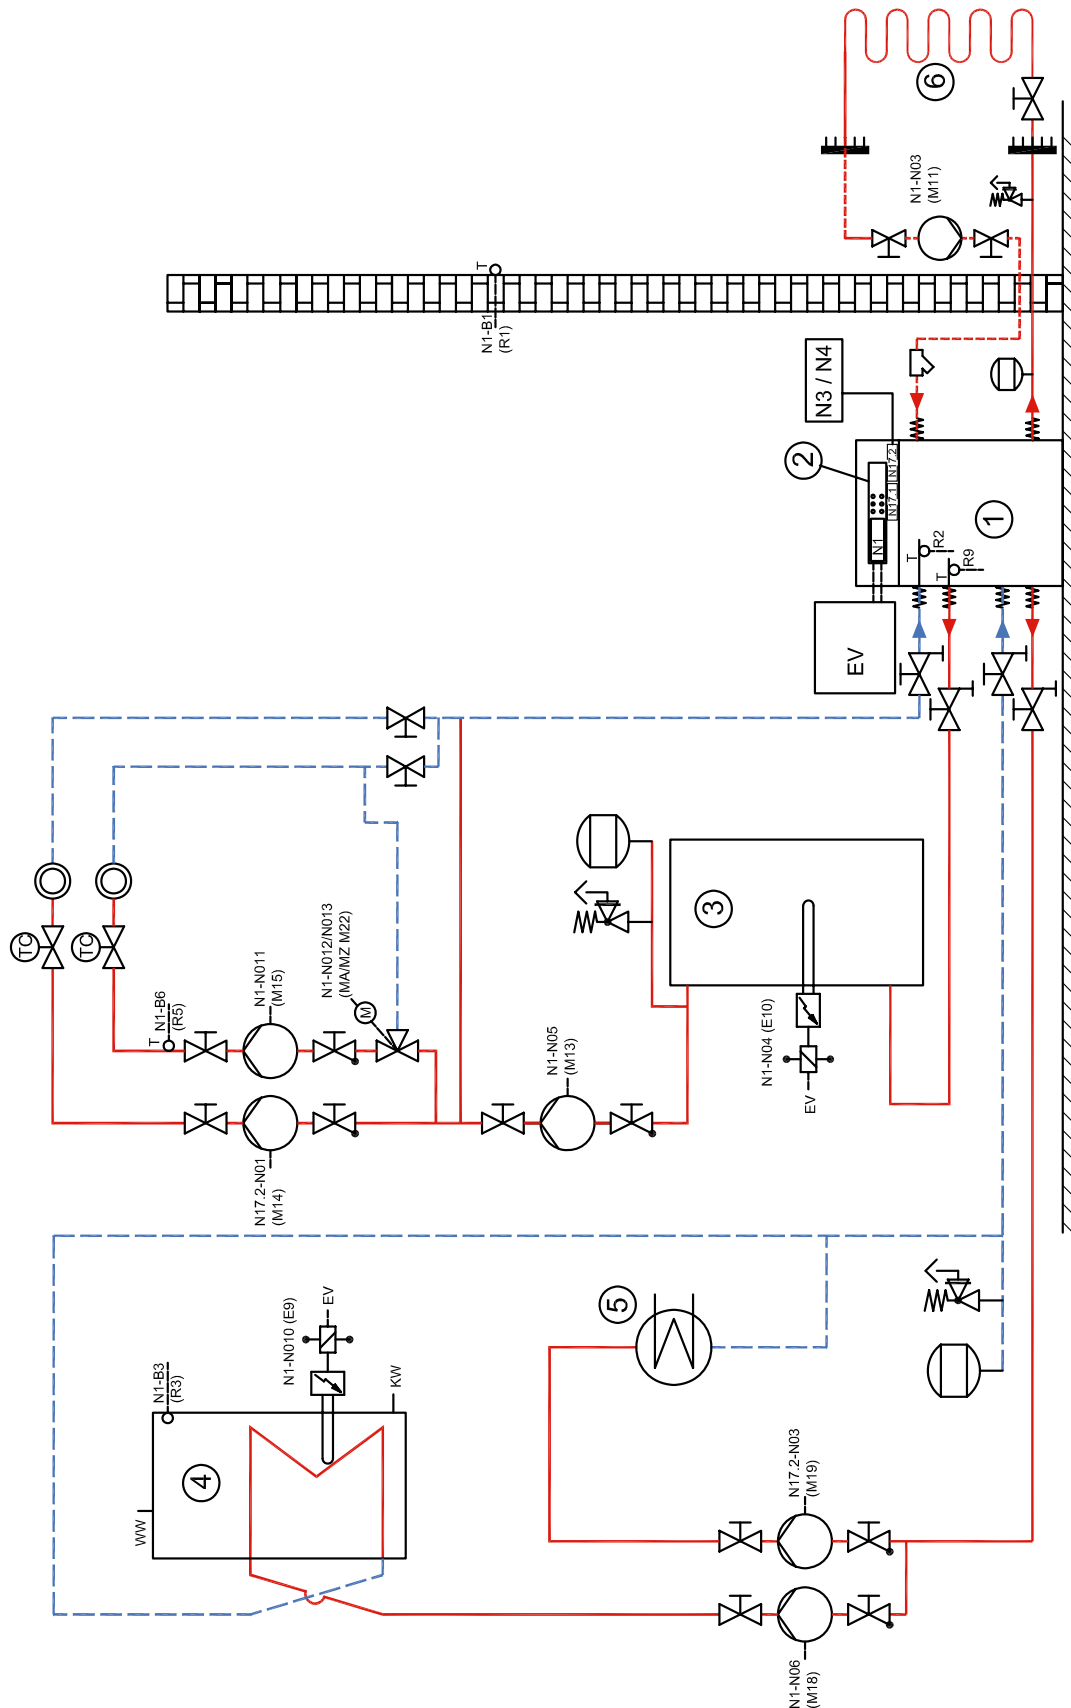 6
N1-N03
(M11)
T
N1-B1
(R1)
N3 / N4
2
N17.2
N17.1
N1
1
T
R2
T
R9
EV
3
TC
TC
T
N1-B6
(R5)
N1-N011
(M15)
N1-N012/N013
(MA/MZ M22)
M
N1-N05
(M13)
N1-N04 (E10)
EV
N17.2-N01
(M14)
5
N1-N010 (E9)
EV
N1-B3
(R3)
KW
4
WW
N17.2-N03
(M19)
N1-N06
(M18)